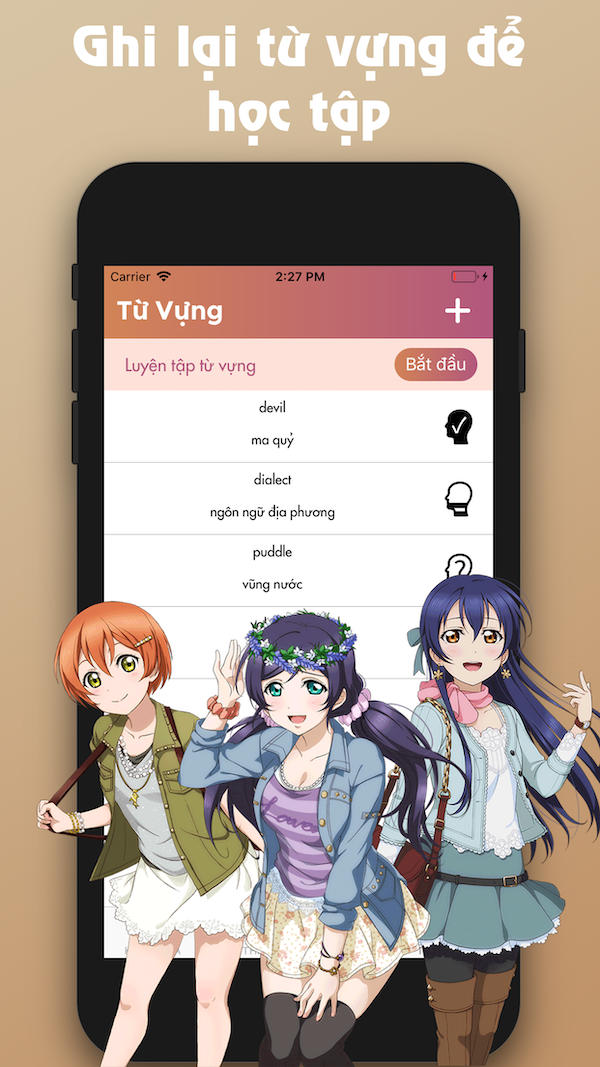 Ghi lại từ vựng để
học tập
Carrier 2:27 PM
Từ Vựng
Luyện tập từ vựng Bắt đầu
devil
ma quỷ
dialect
ngôn ngữ địa phương
puddle
vũng nước